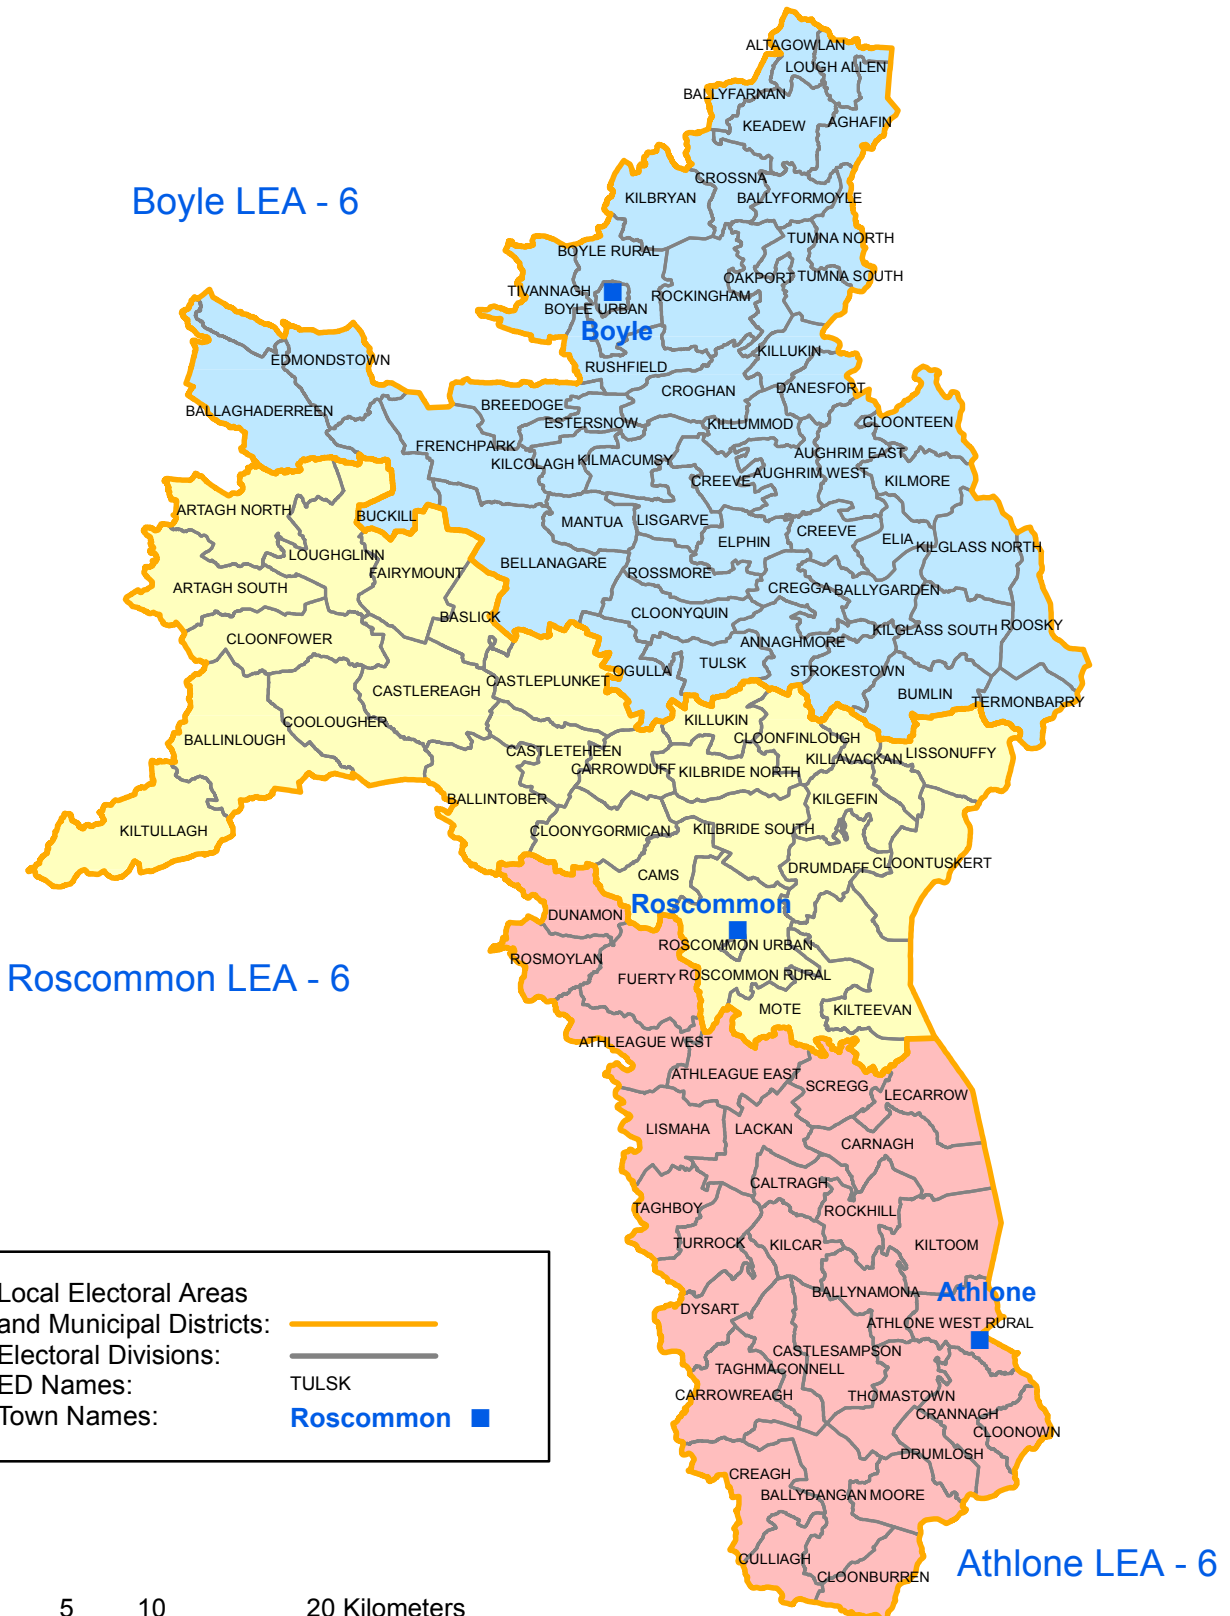 ALTAGOWLAN
LOUGH ALLEN
BALLYFARNAN
KEADEW
AGHAFIN
CROSSNA
Boyle LEA - 6
KILBRYAN
BALLYFORMOYLE
TUMNA NORTH
BOYLE RURAL
OAKPORT
TUMNA SOUTH
TIVANNAGH
ROCKINGHAM
BOYLE URBAN
Boyle
KILLUKIN
EDMONDSTOWN
RUSHFIELD
CROGHAN
DANESFORT
BALLAGHADERREEN
BREEDOGE
ESTERSNOW
KILLUMMOD
CLOONTEEN
FRENCHPARK
AUGHRIM EAST
KILCOLAGH
KILMACUMSY
AUGHRIM WEST
CREEVE
KILMORE
ARTAGH NORTH
BUCKILL
MANTUA
LISGARVE
CREEVE
ELPHIN
ELIA
KILGLASS NORTH
LOUGHGLINN
BELLANAGARE
FAIRYMOUNT
ROSSMORE
ARTAGH SOUTH
CREGGA
BALLYGARDEN
BASLICK
CLOONYQUIN
CLOONFOWER
ANNAGHMORE
KILGLASS SOUTH
ROOSKY
OGULLA
TULSK
STROKESTOWN
CASTLEPLUNKET
CASTLEREAGH
BUMLIN
TERMONBARRY
COOLOUGHER
KILLUKIN
BALLINLOUGH
CLOONFINLOUGH
CASTLETEHEEN
KILLAVACKAN
LISSONUFFY
CARROWDUFF
KILBRIDE NORTH
BALLINTOBER
KILGEFIN
KILTULLAGH
CLOONYGORMICAN
KILBRIDE SOUTH
CAMS
DRUMDAFF
CLOONTUSKERT
Roscommon
DUNAMON
ROSCOMMON URBAN
ROSMOYLAN
Roscommon LEA - 6
FUERTY
ROSCOMMON RURAL
MOTE
KILTEEVAN
ATHLEAGUE WEST
ATHLEAGUE EAST
SCREGG
LECARROW
LISMAHA
LACKAN
CARNAGH
CALTRAGH
TAGHBOY
ROCKHILL
TURROCK
KILCAR
KILTOOM
BALLYNAMONA
Athlone
DYSART
ATHLONE WEST RURAL
CASTLESAMPSON
TAGHMACONNELL
CARROWREAGH
THOMASTOWN
CRANNAGH
CLOONOWN
DRUMLOSH
CREAGH
BALLYDANGAN
MOORE
CULLIAGH
CLOONBURREN
Athlone LEA - 6
Local Electoral Areas
and Municipal Districts:
Electoral Divisions:
ED Names: TULSK
Town Names: Roscommon
5 10 20 Kilometers